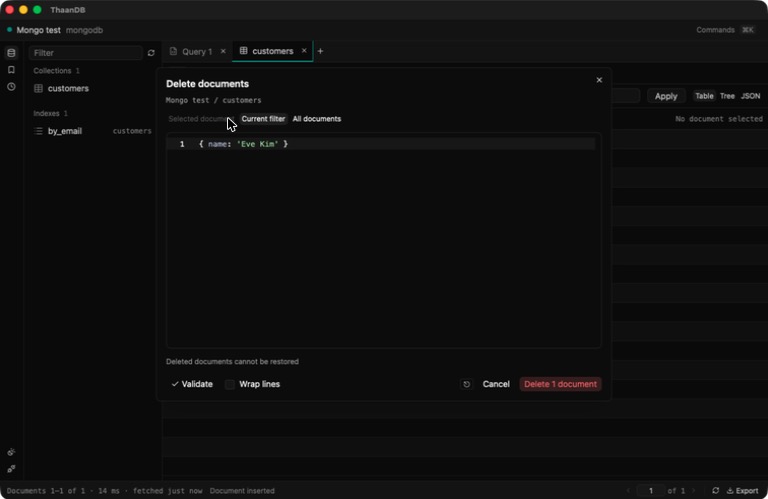 ThaanDB
Mongo test mongodb
Commands ⌘K
Filter
Query 1 ×
customers × +
Collections 1
customers
Indexes 1
by_email customers
Delete documents ×
Mongo test / customers
Selected docum
Current filter
All documents
1 { name: 'Eve Kim' }
Deleted documents cannot be restored
Validate
Wrap lines
Cancel
Delete 1 document
Apply
Table Tree JSON
No document selected
Documents 1–1 of 1 · 14 ms · fetched just now Document inserted
1 of 1
Export